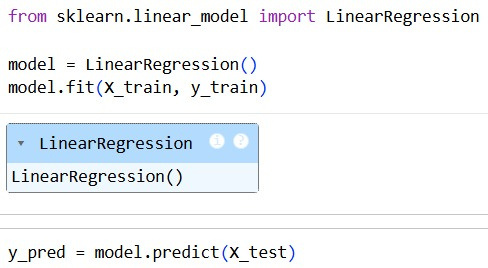 from sklearn.linear_model import LinearRegression
model = LinearRegression()
model.fit(X_train, y_train)
▾ LinearRegression i ?
LinearRegression()
y_pred = model.predict(X_test)